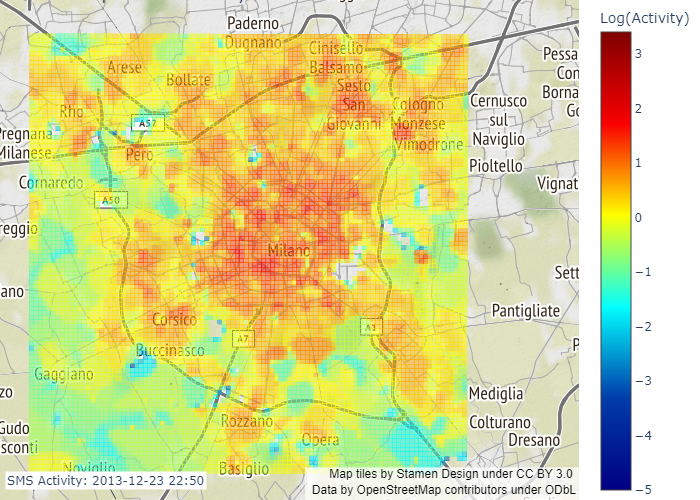 Log(Activity)
3
2
1
0
−1
−2
−3
−4
−5
Paderno
Dugnano
Cinisello
Balsamo
Arese
Bollate
Sesto
San
Giovanni
Rho
Cologno
Monzese
Vimodrone
Cernusco
sul
Naviglio
Pessa
Con
Borna
Go
A52
Pregnana
Milanese
Pero
Pioltello
Cornaredo
Vignat
A50
reggio
Milano
Sett
ano
Corsico
Pantigliate
A7
A1
Buccinasco
P
Gaggiano
Mediglia
zo
Rozzano
Colturano
Gudo
sconti
Opera
Dresano
Noviglio
Basiglio
SMS Activity: 2013-12-23 22:50
Map tiles by Stamen Design under CC BY 3.0
Data by OpenStreetMap contributors under ODbL